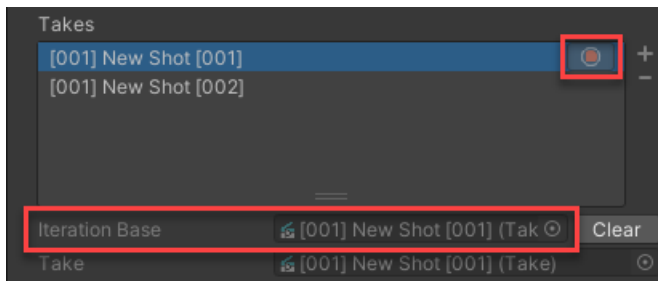 Takes
[001] New Shot [001]
[001] New Shot [002]
Iteration Base [001] New Shot [001] (Tak Clear
Take [001] New Shot [001] (Take)